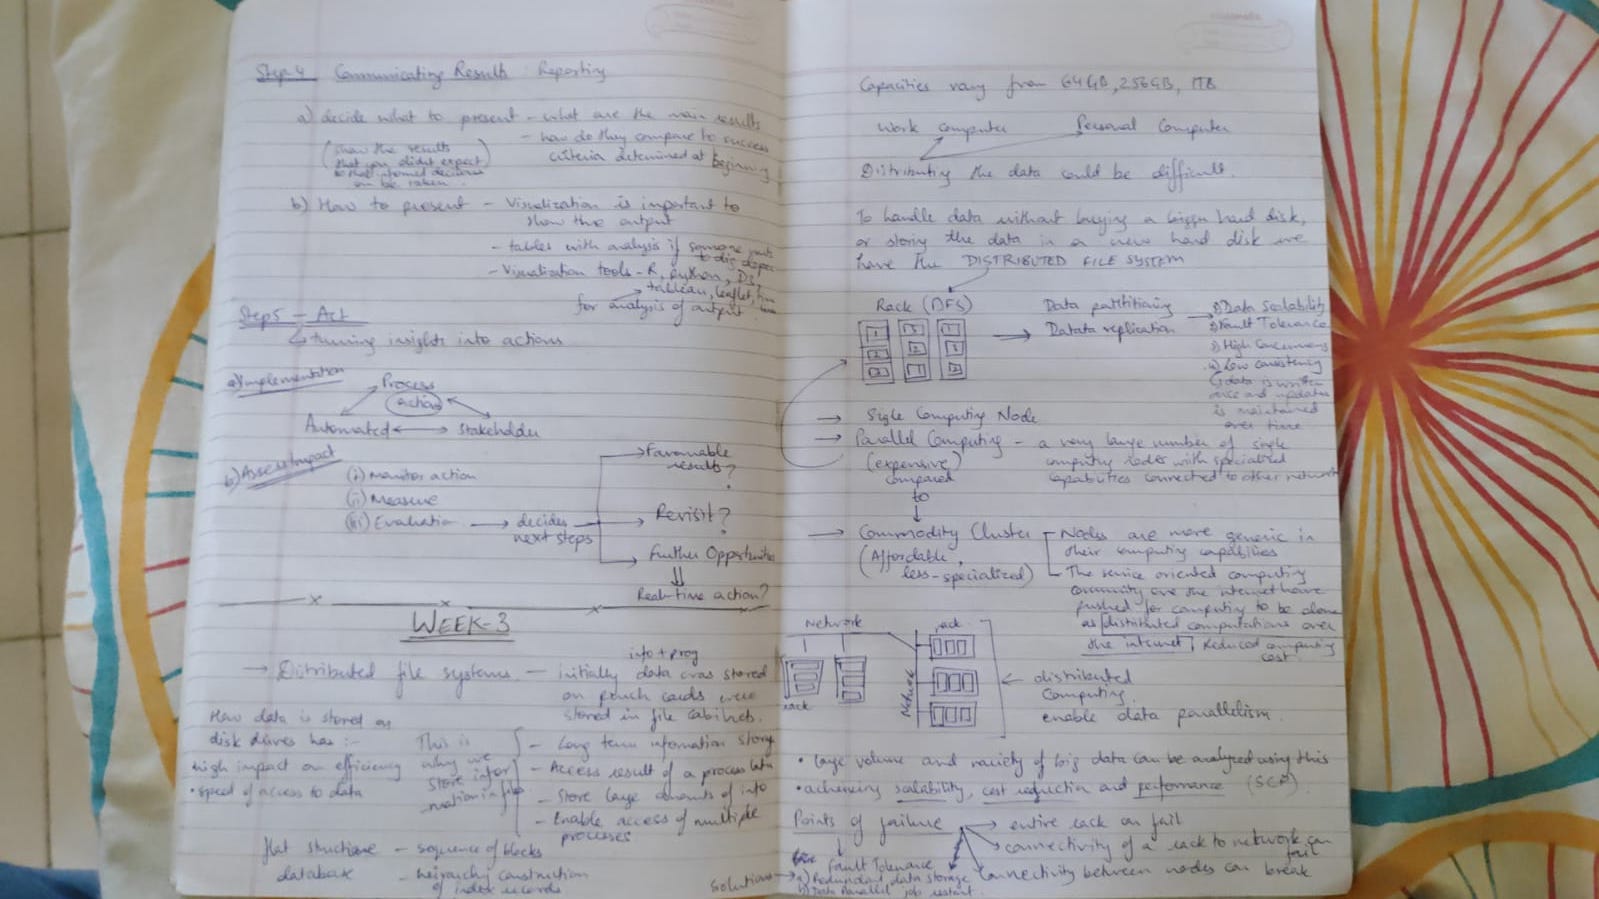 Step-4 Communicating Results : Reporting
a) decide what to present - what are the main results
- how do they compare to success
criteria determined at beginning
(show the results
that you didnt expect)
so that informed decisions
can be taken.
b) How to present - Visualization is important to
show the output
- tables with analysis if someone wants
to dig deeper
- Visualization tools - R, python, D3,
tableau, leaflet,
for analysis of output
Step5 - Act
turning insights into actions
a) Implementation
Process
action
Automated
Stakeholder
b) Assess Impact
(i) Monitor action
(ii) Measure
(iii) Evaluation
decides
next steps
Favourable
results?
Revisit?
Further Opportunities
Real-time action?
WEEK-3
info + prog
Distributed file systems - initially data was stored
on punch cards were
stored in file cabinets.
How data is stored on
disk drives has :-
high impact on efficiency
• speed of access to data
This is
why we
store infor
mation in files
- Long term information storage
- Access result of a process later
- Store large amounts of info
- Enable access of multiple
processes
flat structure - sequence of blocks
database - heirarchy construction
of index records
Capacities vary from 64GB, 256GB, 1TB
Work computer
Personal Computer
Distributing the data could be difficult.
To handle data without buying a bigger hard disk,
or storing the data in a new hard disk we
have the DISTRIBUTED FILE SYSTEM
Rack (DFS)
1 3 1
2 2 3
3 1 2
Data partitioning
Datata replication
1) Data Scalability
2) Fault Tolerance
3) High Concurrency
4) Low consistency
data is written
once and updates
is maintained
over time
Single Computing Node
Parallel Computing - a very large number of single
computing nodes with specialized
capabilities connected to other network
(expensive)
compared
to
Commodity Cluster
(Affordable,
less-specialized)
Nodes are more generic in
their computing capabilities
The service oriented computing
community over the internet have
pushed for computing to be done
as distributed computations over
the internet, Reduced computing
cost.
Network
rack
rack
Network
distributed
Computing.
enable data parallelism.
• large volume and variety of big data can be analyzed using this
• achieving scalability, cost reduction and performance (SCP)
Points of failure
entire rack can fail
connectivity of a rack to network can
fail
Connectivity between nodes can break
Fault Tolerance
Solutions
a) Redundant data storage
b) Data Parallel job restart.